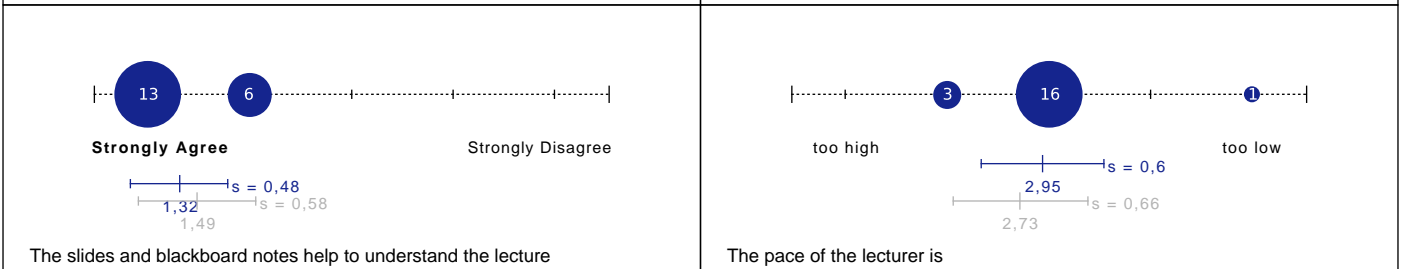 13 6
Strongly Agree Strongly Disagree
s = 0,48
1,32
s = 0,58
1,49
The slides and blackboard notes help to understand the lecture
3 16 1
too high too low
s = 0,6
2,95
s = 0,66
2,73
The pace of the lecturer is